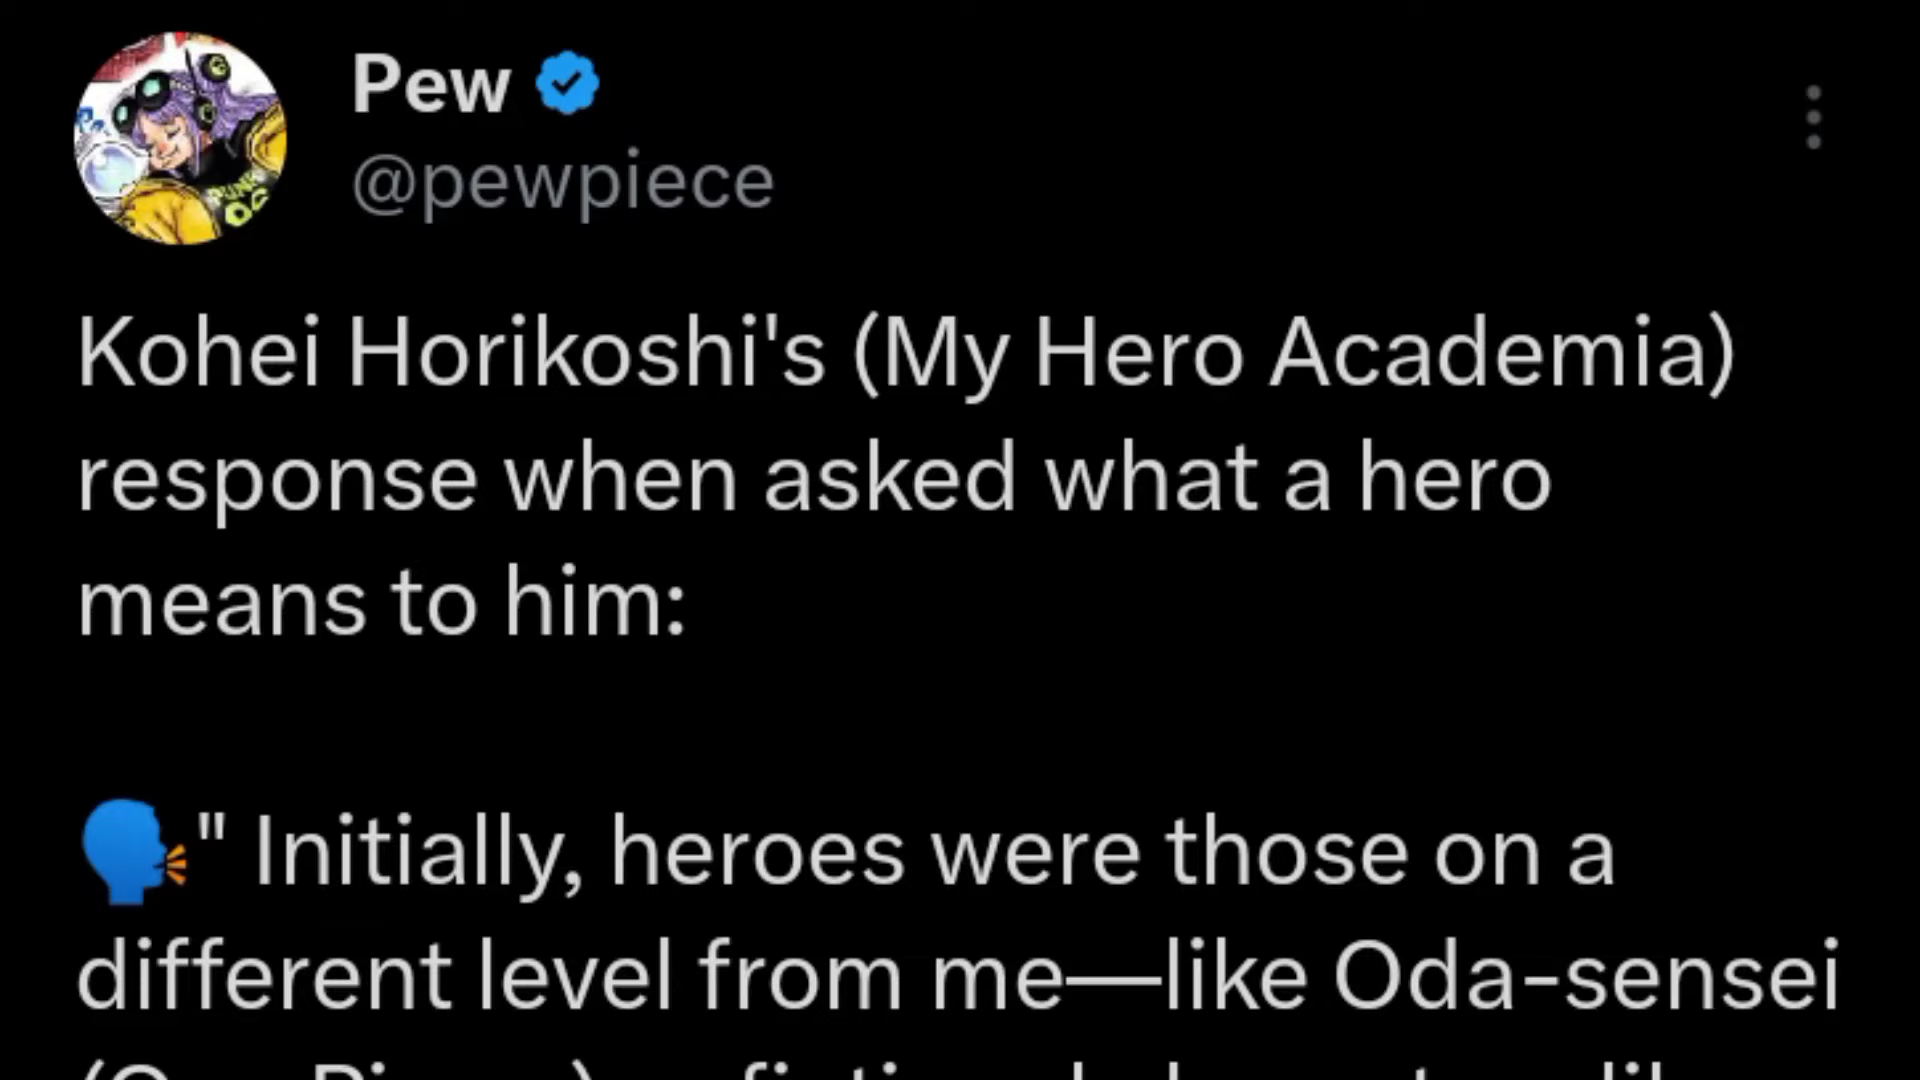 Pew
@pewpiece
Kohei Horikoshi's (My Hero Academia)
response when asked what a hero
means to him:
" Initially, heroes were those on a
different level from me—like Oda-sensei